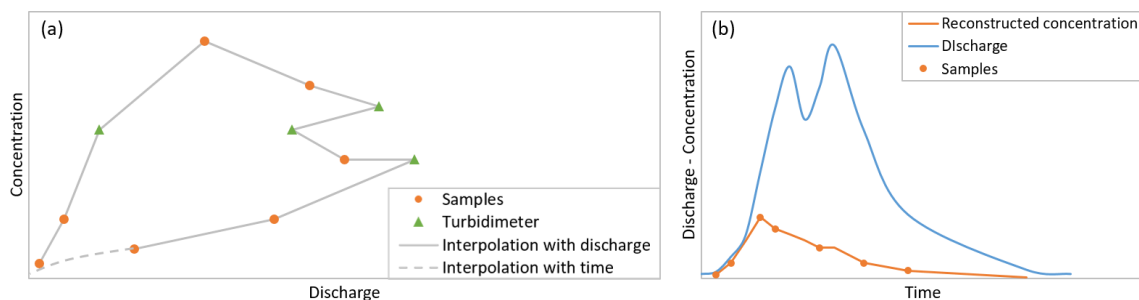 (a)
Concentration
Samples
Turbidimeter
Interpolation with discharge
Interpolation with time
Discharge
(b)
Reconstructed concentration
DIscharge
Samples
Discharge - Concentration
Time